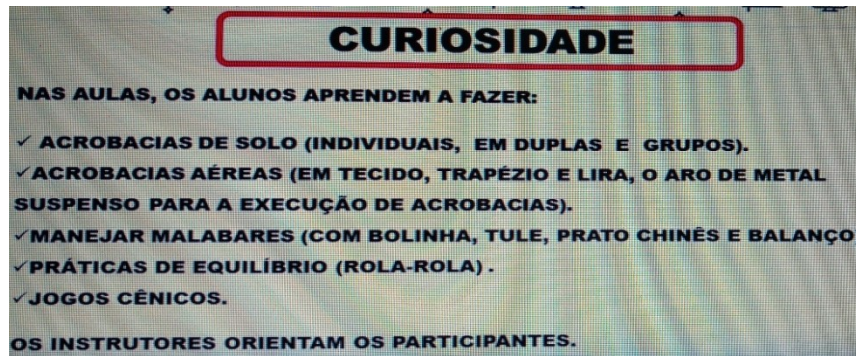 CURIOSIDADE
NAS AULAS, OS ALUNOS APRENDEM A FAZER:
✓ ACROBACIAS DE SOLO (INDIVIDUAIS, EM DUPLAS E GRUPOS).
✓ACROBACIAS AÉREAS (EM TECIDO, TRAPÉZIO E LIRA, O ARO DE METAL
SUSPENSO PARA A EXECUÇÃO DE ACROBACIAS).
✓MANEJAR MALABARES (COM BOLINHA, TULE, PRATO CHINÊS E BALANÇO
✓PRÁTICAS DE EQUILÍBRIO (ROLA-ROLA) .
✓JOGOS CÊNICOS.
OS INSTRUTORES ORIENTAM OS PARTICIPANTES.